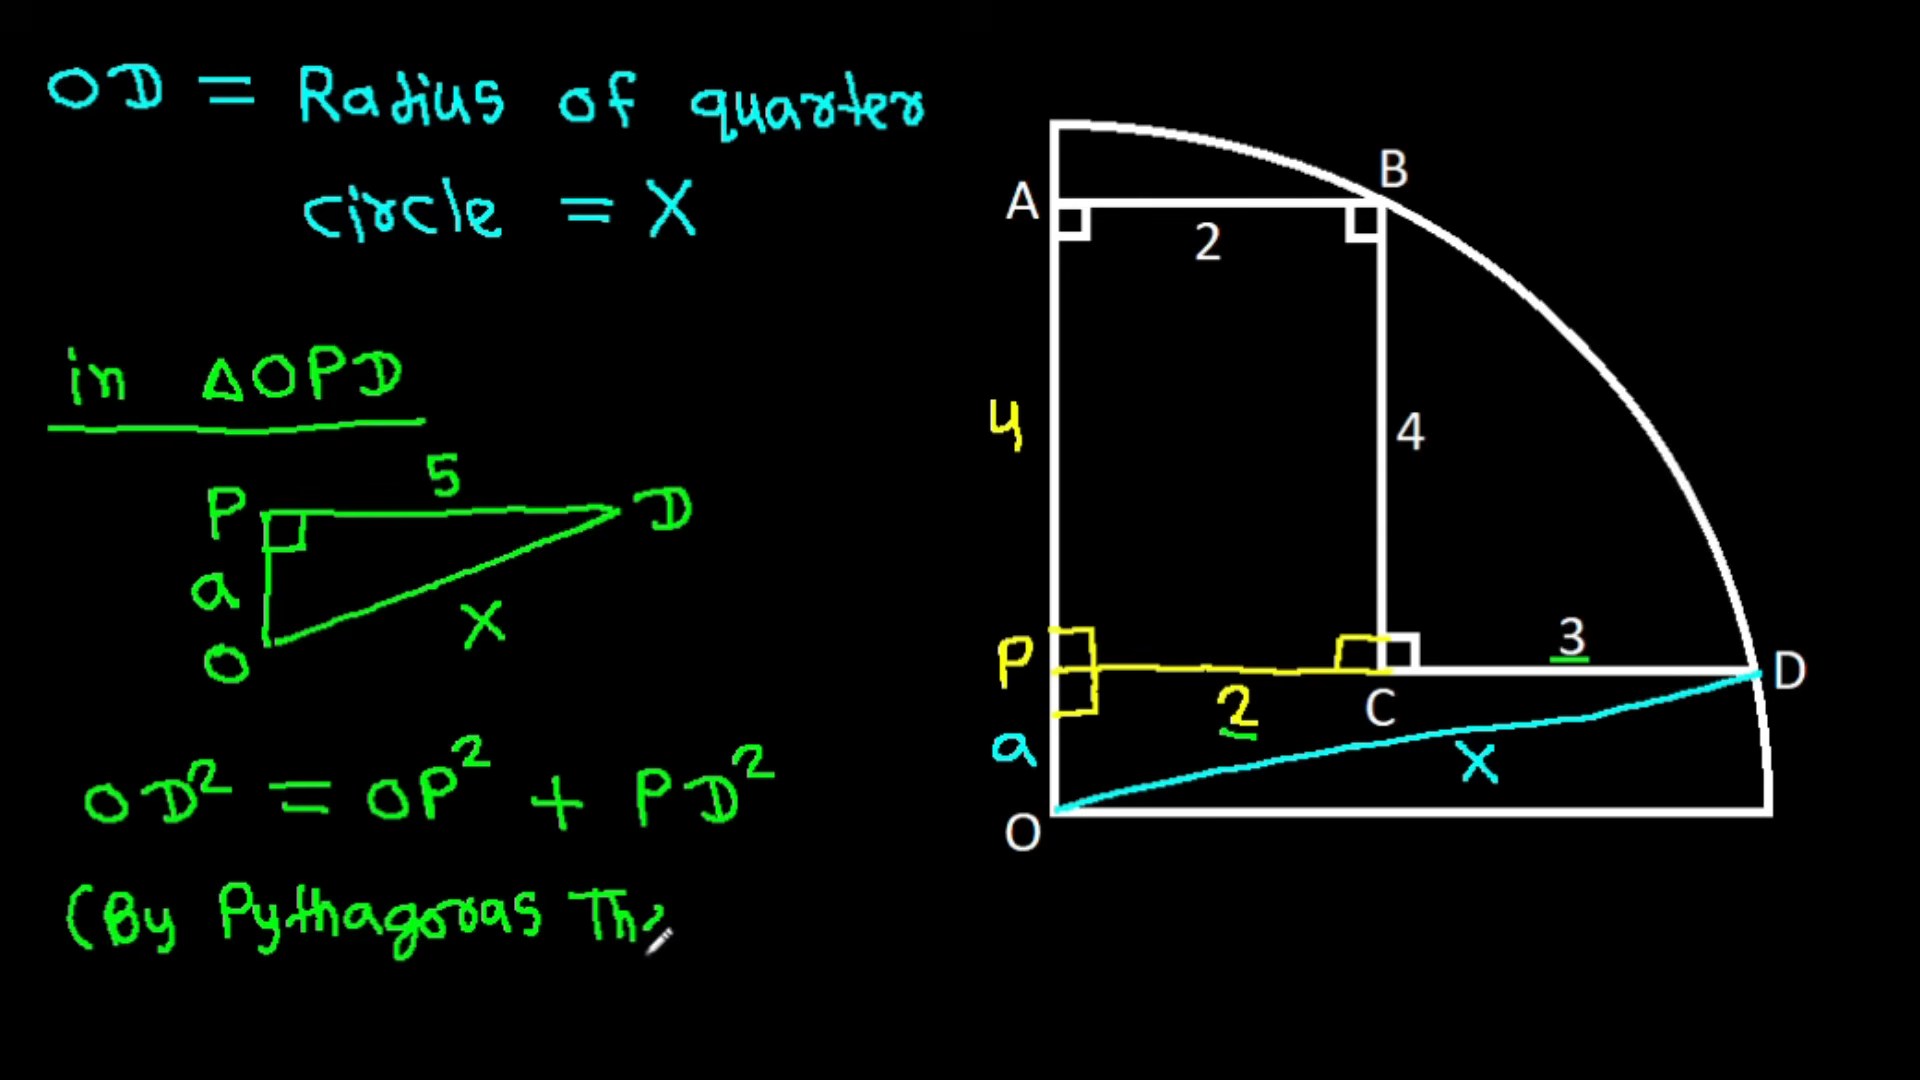 OD = Radius of quarter
circle = X
in ΔOPD
5
P
D
a
X
O
OD² = OP² + PD²
(By Pythagoras Th
B
A
2
4
4
3
P
D
2
C
a
X
O